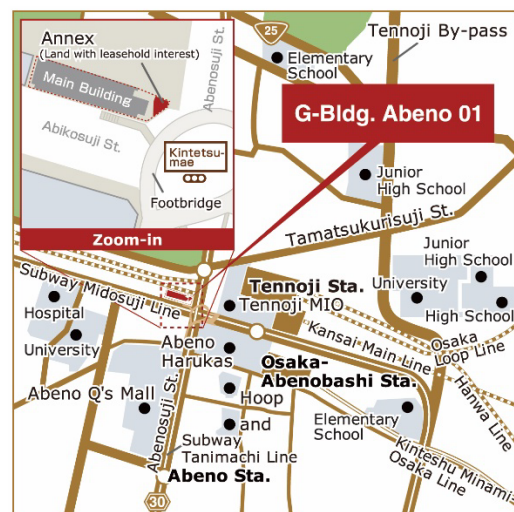 Annex
(Land with leasehold interest)
Main Building
Abenosuji St.
Abikosuji St.
Kintetsu-
mae
Footbridge
Zoom-in
25
Elementary
School
Tennoji By-pass
G-Bldg. Abeno 01
Junior
High School
Tamatsukurisuji St.
Junior
High School
University
High School
Subway Midosuji Line
Tennoji Sta.
Tennoji MIO
Hospital
University
Kansai Main Line
Osaka
Loop Line
Hanwa Line
Abeno
Harukas
Osaka-
Abenobashi Sta.
Abeno Q's Mall
Hoop
and
Elementary
School
Abenosuji St.
Subway
Tanimachi Line
Kinteshu Minami
Osaka Line
Abeno Sta.
30